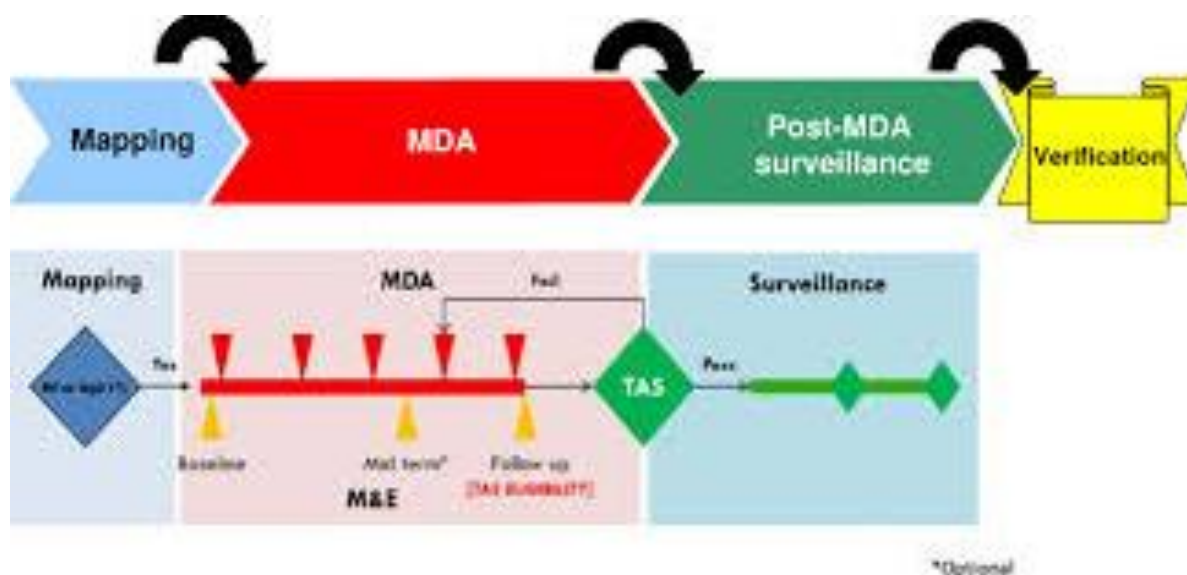 Mapping
MDA
Post-MDA
surveillance
Verification
Mapping
MDA
Fail
Surveillance
Yes
TAS
Pass
Baseline
Mid term*
Follow up
[TAS ELIGIBILITY]
M&E
*Optional